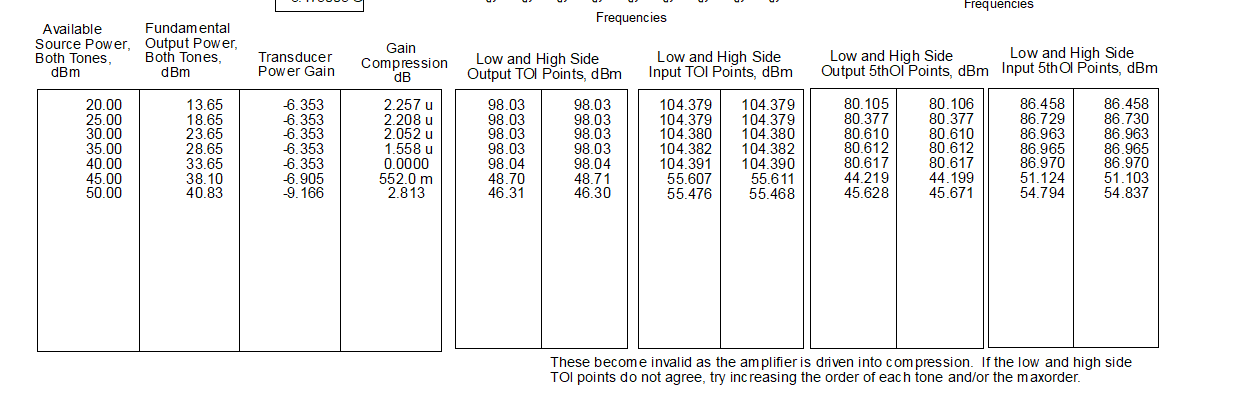 Frequencies
Frequencies
Available
Source Power,
Both Tones,
dBm
Fundamental
Output Power,
Both Tones,
dBm
Transducer
Power Gain
Gain
Compression
dB
Low and High Side
Output TOI Points, dBm
Low and High Side
Input TOI Points, dBm
Low and High Side
Output 5thOI Points, dBm
Low and High Side
Input 5thOI Points, dBm
20.00 13.65 -6.353 2.257 u 98.03 98.03 104.379 104.379 80.105 80.106 86.458 86.458
25.00 18.65 -6.353 2.208 u 98.03 98.03 104.379 104.379 80.377 80.377 86.729 86.730
30.00 23.65 -6.353 2.052 u 98.03 98.03 104.380 104.380 80.610 80.610 86.963 86.963
35.00 28.65 -6.353 1.558 u 98.03 98.03 104.382 104.382 80.612 80.612 86.965 86.965
40.00 33.65 -6.353 0.0000 98.04 98.04 104.391 104.390 80.617 80.617 86.970 86.970
45.00 38.10 -6.905 552.0 m 48.70 48.71 55.607 55.611 44.219 44.199 51.124 51.103
50.00 40.83 -9.166 2.813 46.31 46.30 55.476 55.468 45.628 45.671 54.794 54.837
These become invalid as the amplifier is driven into compression. If the low and high side
TOI points do not agree, try increasing the order of each tone and/or the maxorder.